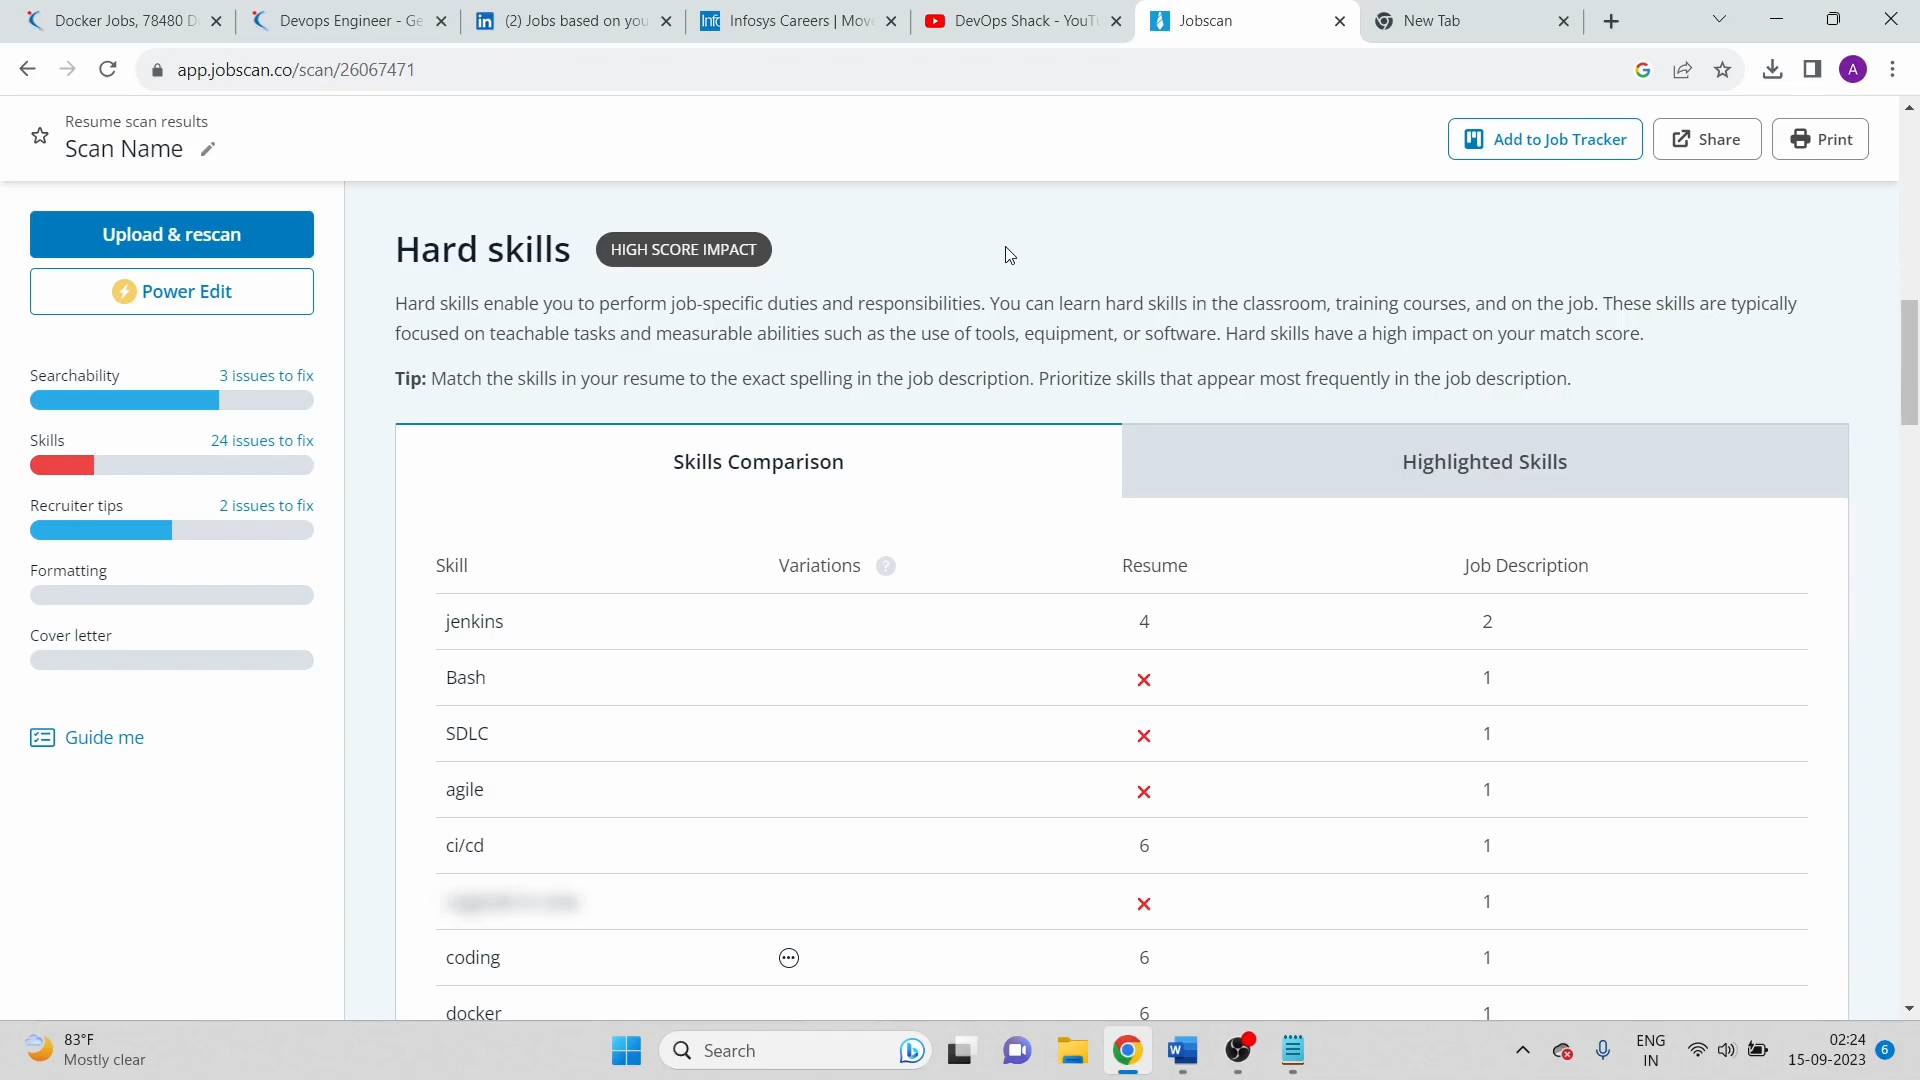 Docker Jobs, 78480 D
Devops Engineer - Ge
(2) Jobs based on you
Infosys Careers | Move
DevOps Shack - YouTu
Jobscan
New Tab
app.jobscan.co/scan/26067471
A
Resume scan results
Scan Name
Add to Job Tracker
Share
Print
Upload & rescan
Power Edit
Searchability 3 issues to fix
Skills 24 issues to fix
Recruiter tips 2 issues to fix
Formatting
Cover letter
Guide me
Hard skills HIGH SCORE IMPACT
Hard skills enable you to perform job-specific duties and responsibilities. You can learn hard skills in the classroom, training courses, and on the job. These skills are typically
focused on teachable tasks and measurable abilities such as the use of tools, equipment, or software. Hard skills have a high impact on your match score.
Tip: Match the skills in your resume to the exact spelling in the job description. Prioritize skills that appear most frequently in the job description.
Skills Comparison Highlighted Skills
Skill Variations ? Resume Job Description
jenkins 4 2
Bash 1
SDLC 1
agile 1
ci/cd 6 1
1
coding 6 1
docker 6 1
83°F
Mostly clear
Search
ENG
IN
02:24
15-09-2023
6